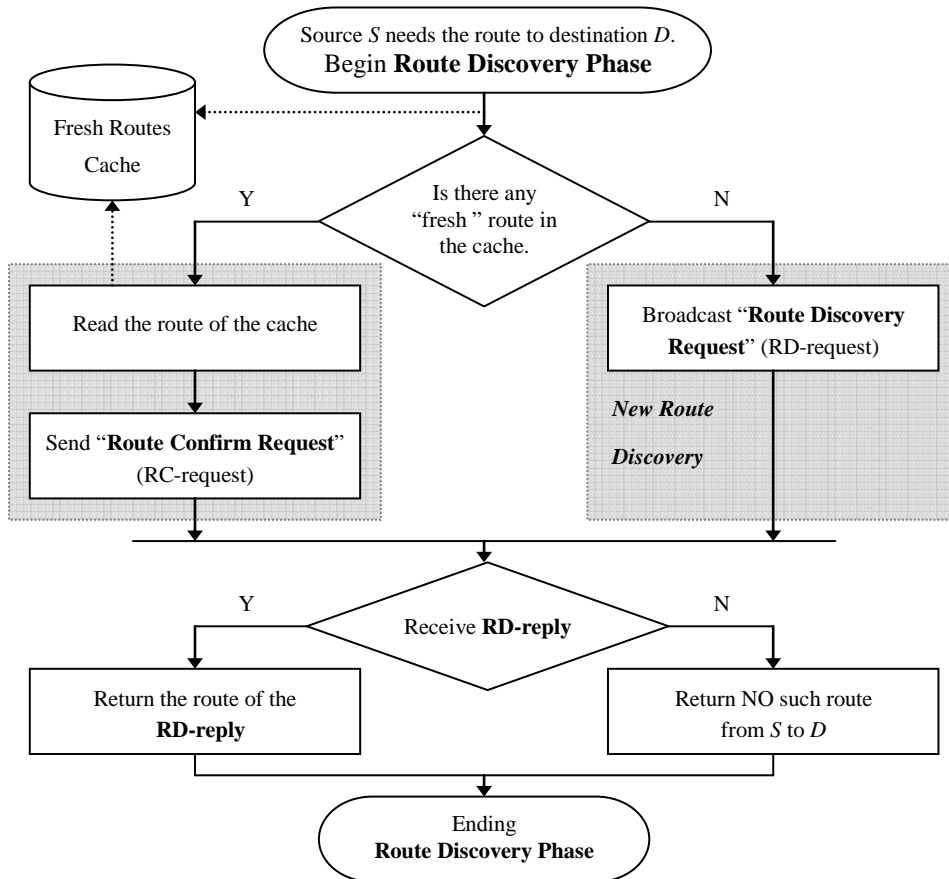 Source S needs the route to destination D.
Begin Route Discovery Phase
Fresh Routes
Cache
Is there any
“fresh ” route in
the cache.
Y
N
Read the route of the cache
Broadcast “Route Discovery
Request” (RD-request)
Send “Route Confirm Request”
(RC-request)
New Route
Discovery
Y
N
Receive RD-reply
Return the route of the
RD-reply
Return NO such route
from S to D
Ending
Route Discovery Phase